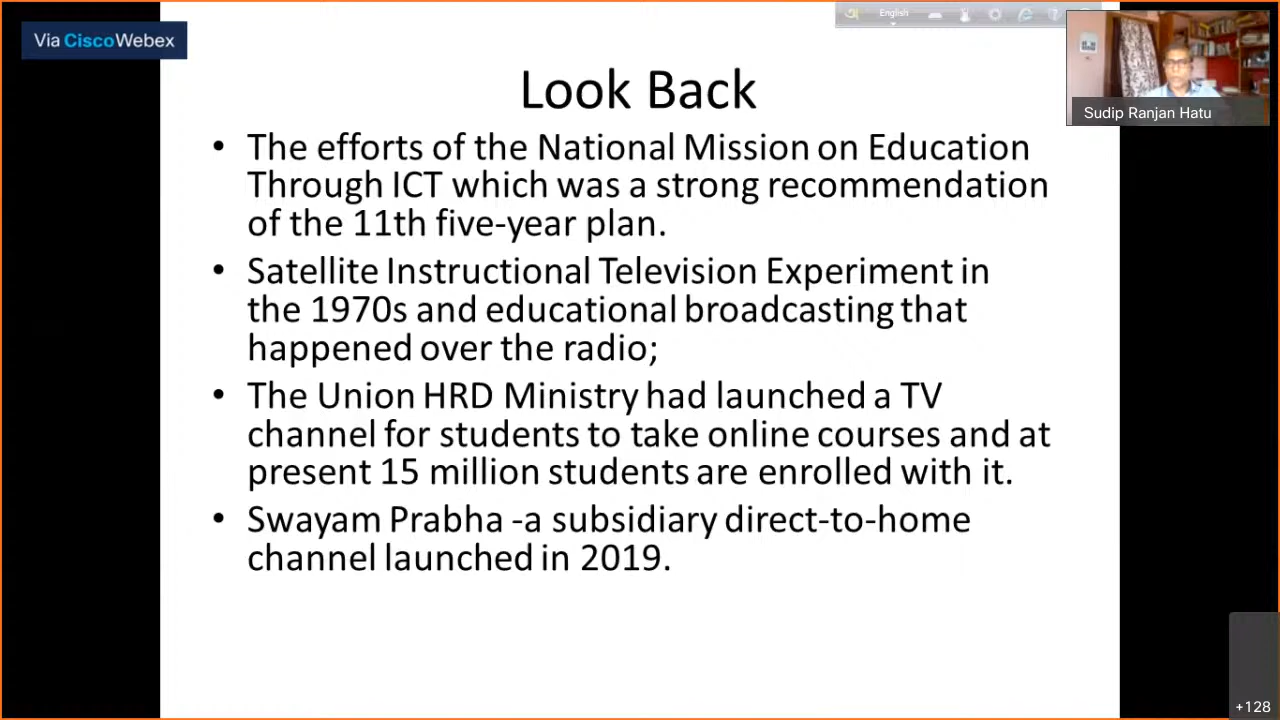 Via CiscoWebex
English
Sudip Ranjan Hatu
Look Back
• The efforts of the National Mission on Education
Through ICT which was a strong recommendation
of the 11th five-year plan.
• Satellite Instructional Television Experiment in
the 1970s and educational broadcasting that
happened over the radio;
• The Union HRD Ministry had launched a TV
channel for students to take online courses and at
present 15 million students are enrolled with it.
• Swayam Prabha -a subsidiary direct-to-home
channel launched in 2019.
+128